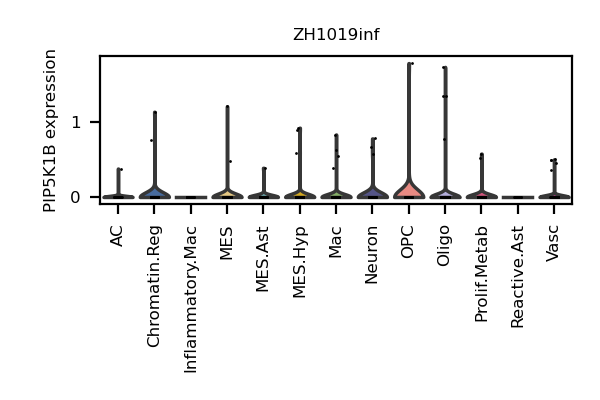 ZH1019inf
PIP5K1B expression
1
0
AC
Chromatin.Reg
Inflammatory.Mac
MES
MES.Ast
MES.Hyp
Mac
Neuron
OPC
Oligo
Prolif.Metab
Reactive.Ast
Vasc